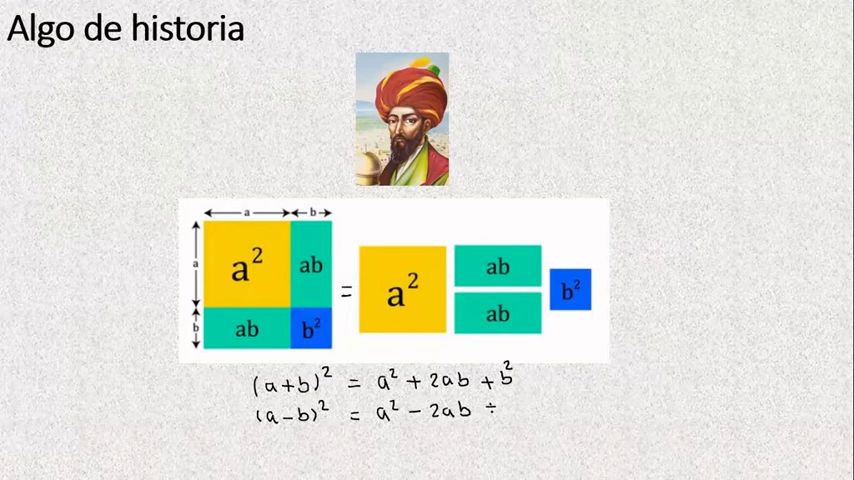 Algo de historia
a b
a a² ab = a² ab b²
b ab b² ab
(a+b)² = a² + 2ab + b²
(a-b)² = a² - 2ab ÷